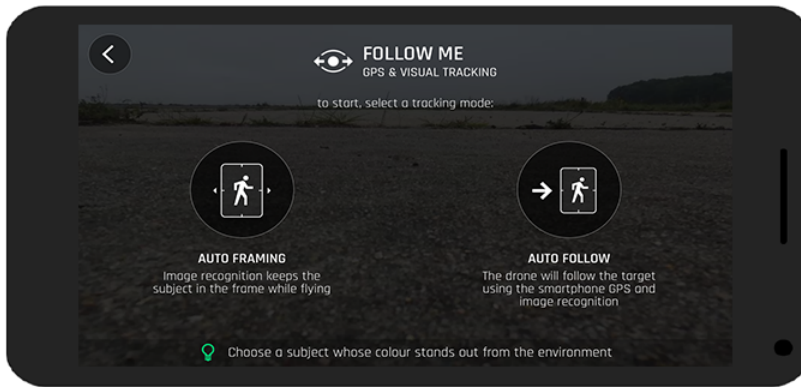 FOLLOW ME
GPS & VISUAL TRACKING
to start, select a tracking mode:
AUTO FRAMING
Image recognition keeps the
subject in the frame while flying
AUTO FOLLOW
The drone will follow the target
using the smartphone GPS and
image recognition
Choose a subject whose colour stands out from the environment